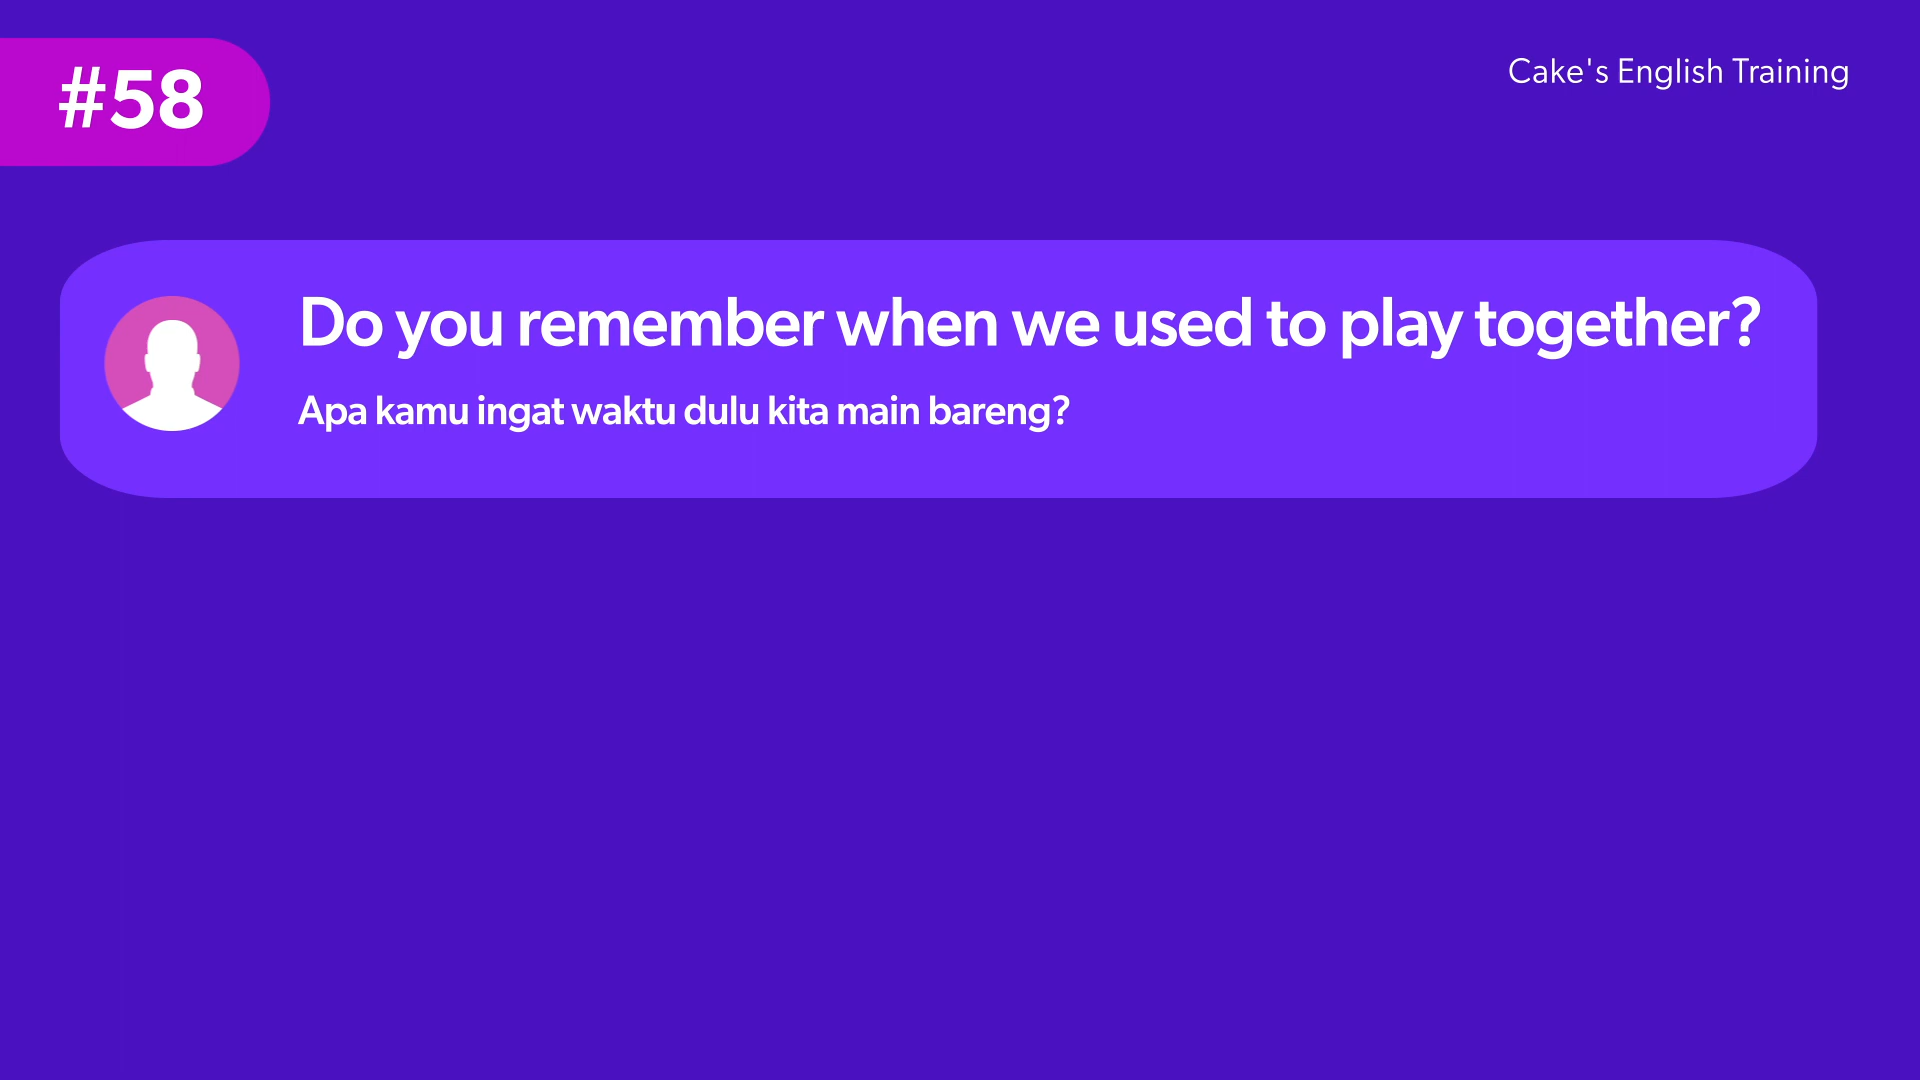 #58
Cake's English Training
Do you remember when we used to play together?
Apa kamu ingat waktu dulu kita main bareng?